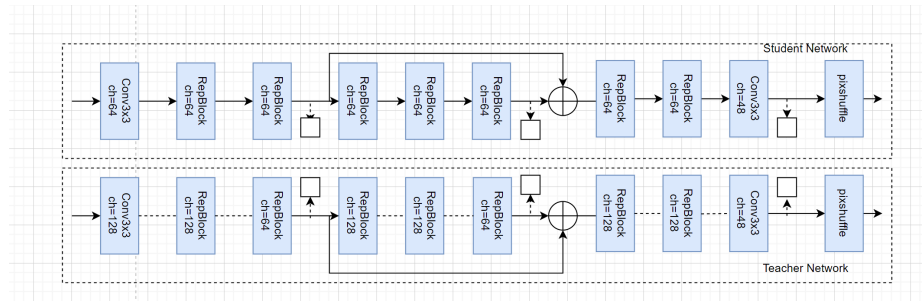 Student Network
Conv3x3
ch=64
RepBlock
ch=64
RepBlock
ch=64
RepBlock
ch=64
RepBlock
ch=64
RepBlock
ch=64
RepBlock
ch=64
RepBlock
ch=64
Conv3x3
ch=48
pixshuffle
Conv3x3
ch=128
RepBlock
ch=128
RepBlock
ch=64
RepBlock
ch=128
RepBlock
ch=128
RepBlock
ch=64
RepBlock
ch=128
RepBlock
ch=128
Conv3x3
ch=48
pixshuffle
Teacher Network